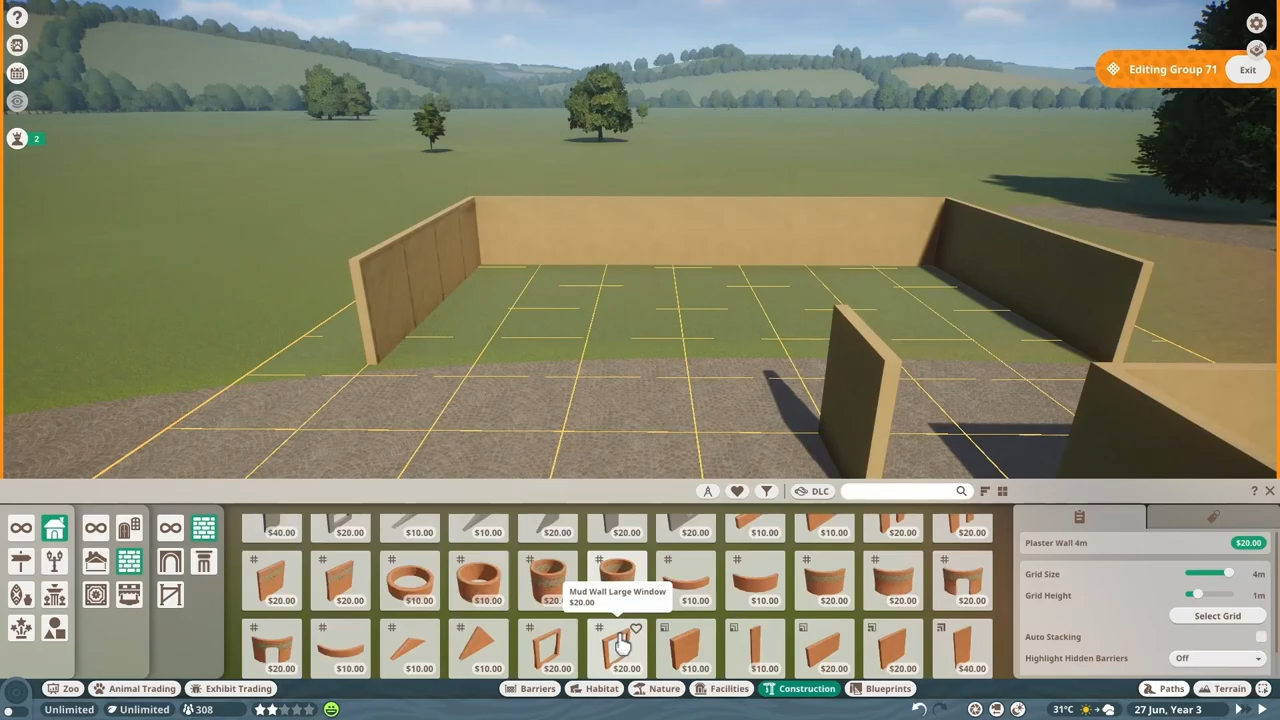 ?
Editing Group 71
Exit
2
DLC
?
$40.00 $20.00 $10.00 $10.00 $20.00 $20.00 $20.00 $10.00 $10.00 $20.00 $20.00
Plaster Wall 4m
$20.00
Grid Size
4m
Grid Height
1m
Select Grid
Auto Stacking
Highlight Hidden Barriers
Off
$20.00 $20.00 $10.00 $10.00 $20. $10.00 $10.00 $20.00 $20.00 $20.00
Mud Wall Large Window
$20.00
$20.00 $10.00 $10.00 $10.00 $20.00 $20.00 $10.00 $10.00 $20.00 $20.00 $40.00
Zoo
Animal Trading
Exhibit Trading
Barriers
Habitat
Nature
Facilities
Construction
Blueprints
Paths
Terrain
Unlimited
Unlimited
308
31°C
27 Jun, Year 3